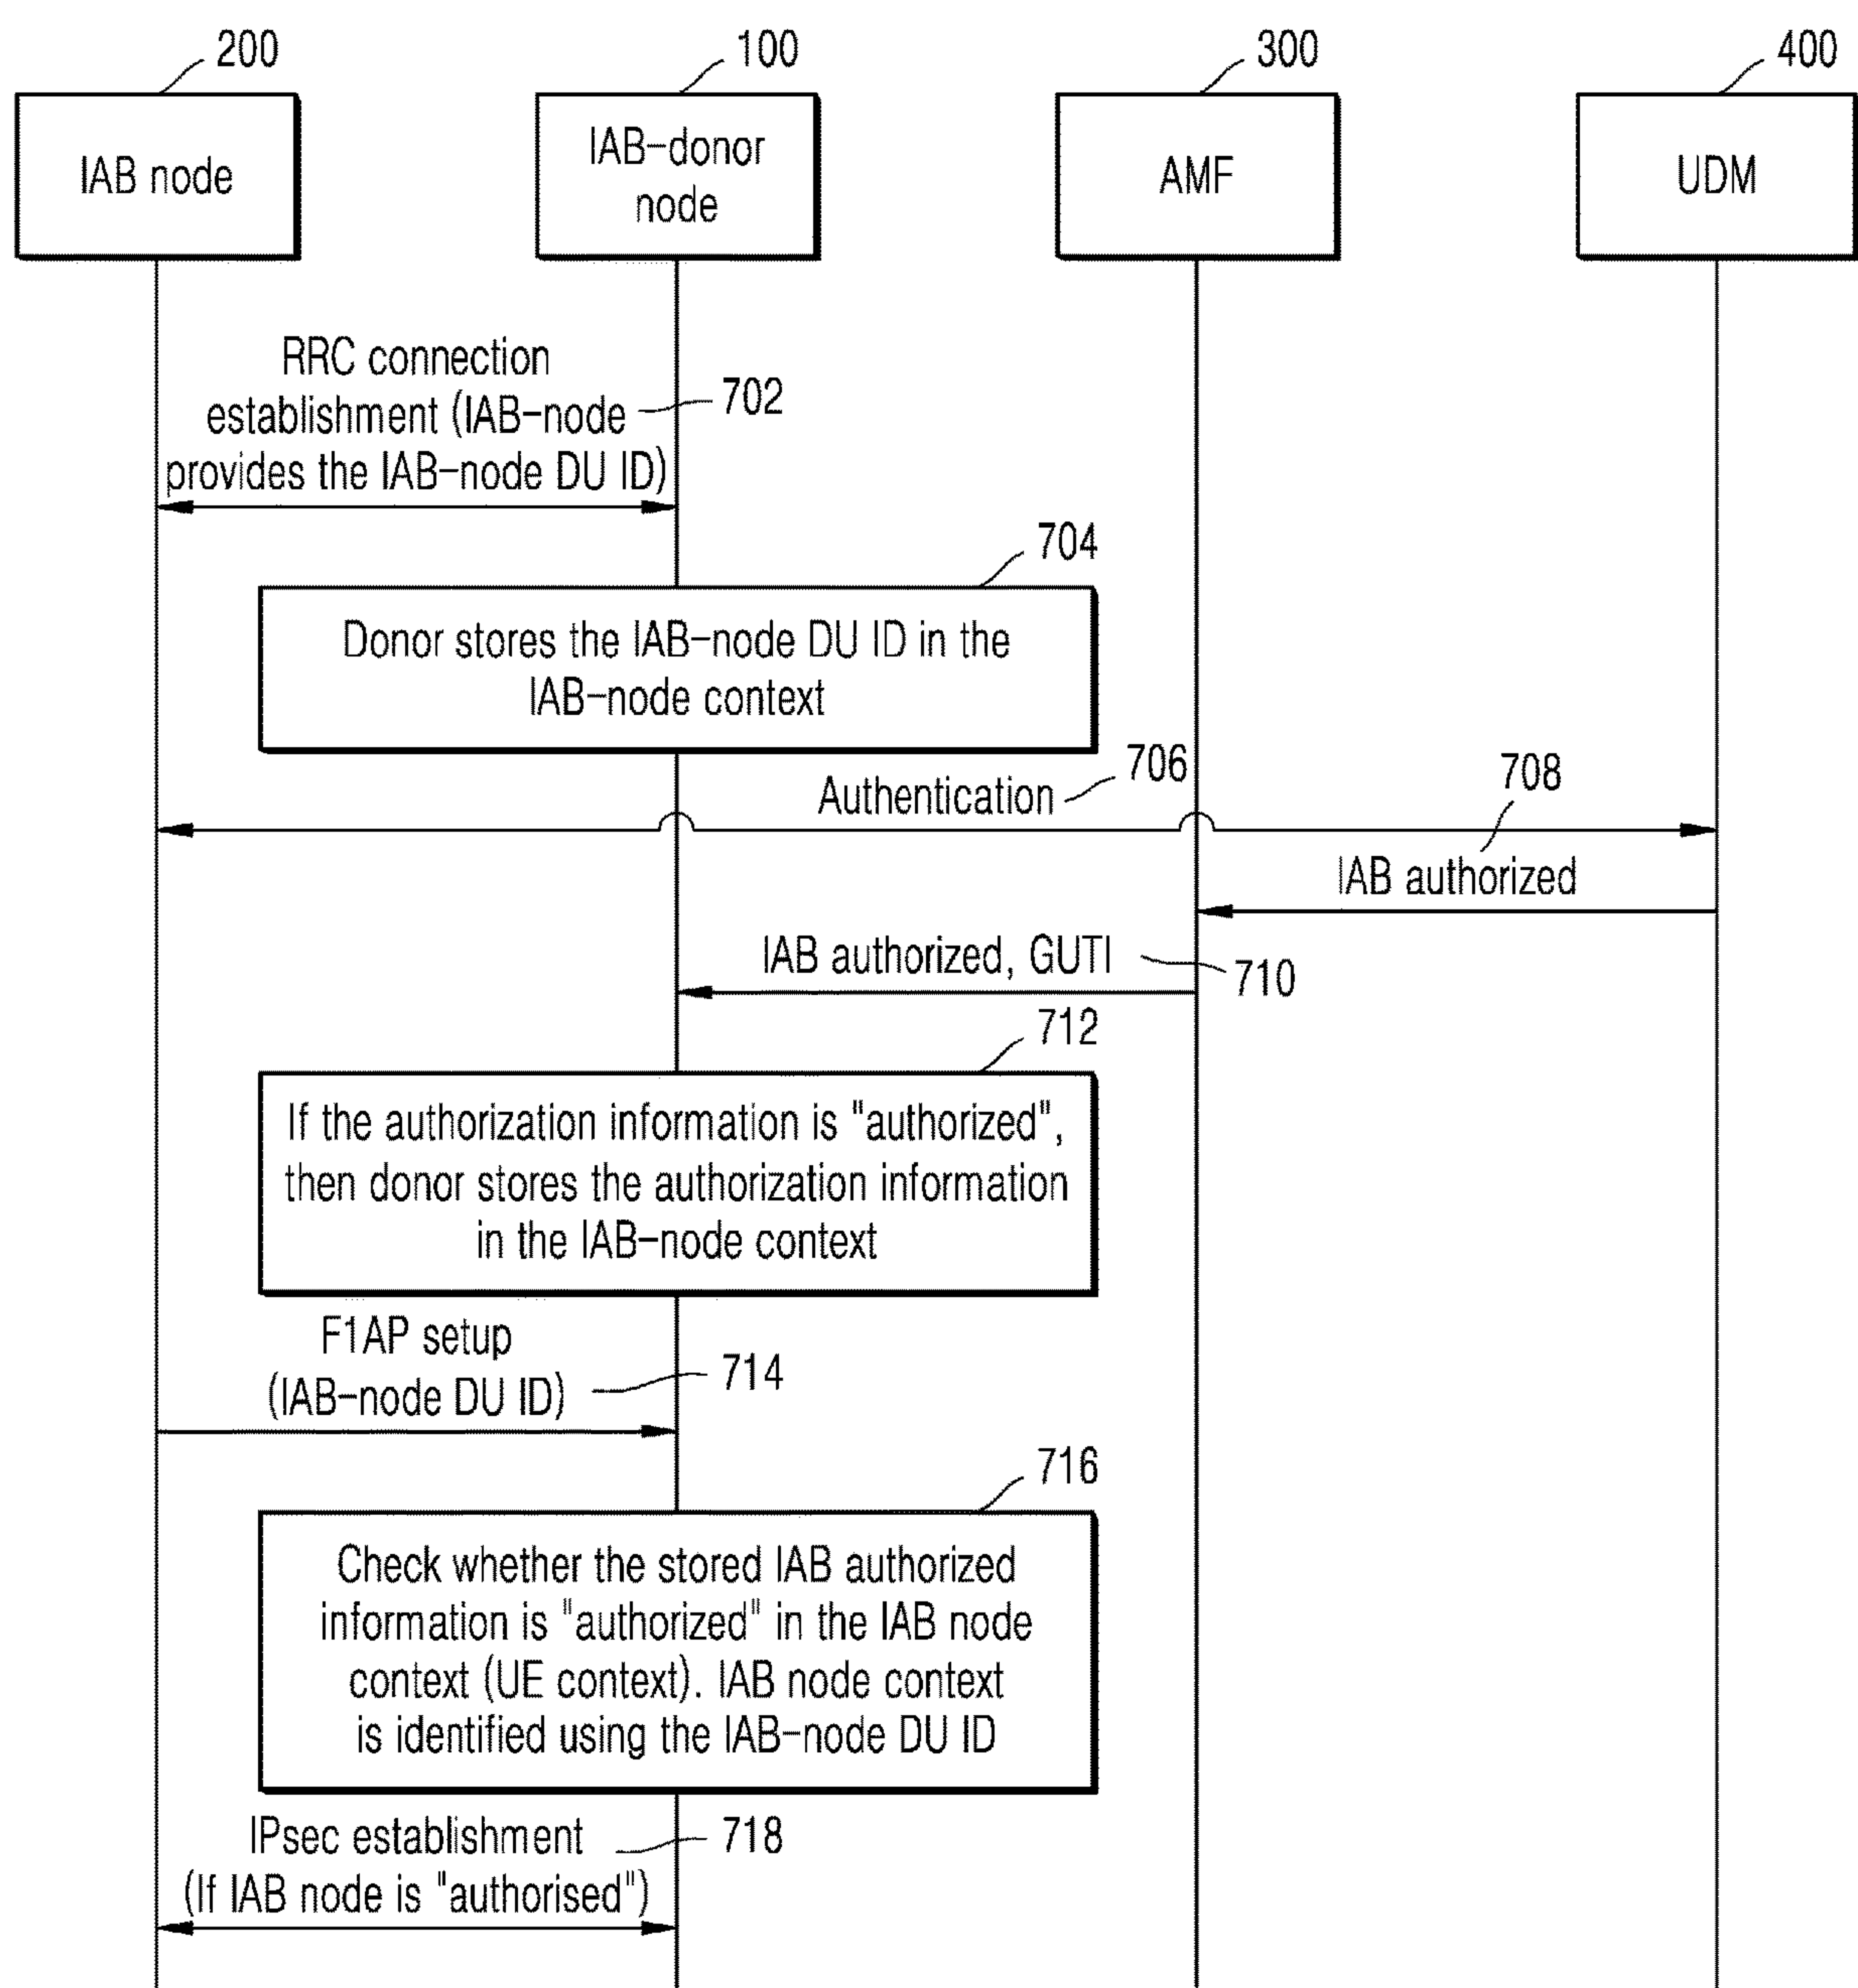 200
100
300
400
IAB node
IAB-donor
node
AMF
UDM
RRC connection
establishment (IAB-node
provides the IAB-node DU ID)
702
704
Donor stores the IAB-node DU ID in the
IAB-node context
Authentication
706
708
IAB authorized
IAB authorized, GUTI
710
712
If the authorization information is "authorized",
then donor stores the authorization information
in the IAB-node context
F1AP setup
(IAB-node DU ID)
714
716
Check whether the stored IAB authorized
information is "authorized" in the IAB node
context (UE context). IAB node context
is identified using the IAB-node DU ID
IPsec establishment
(If IAB node is "authorised")
718